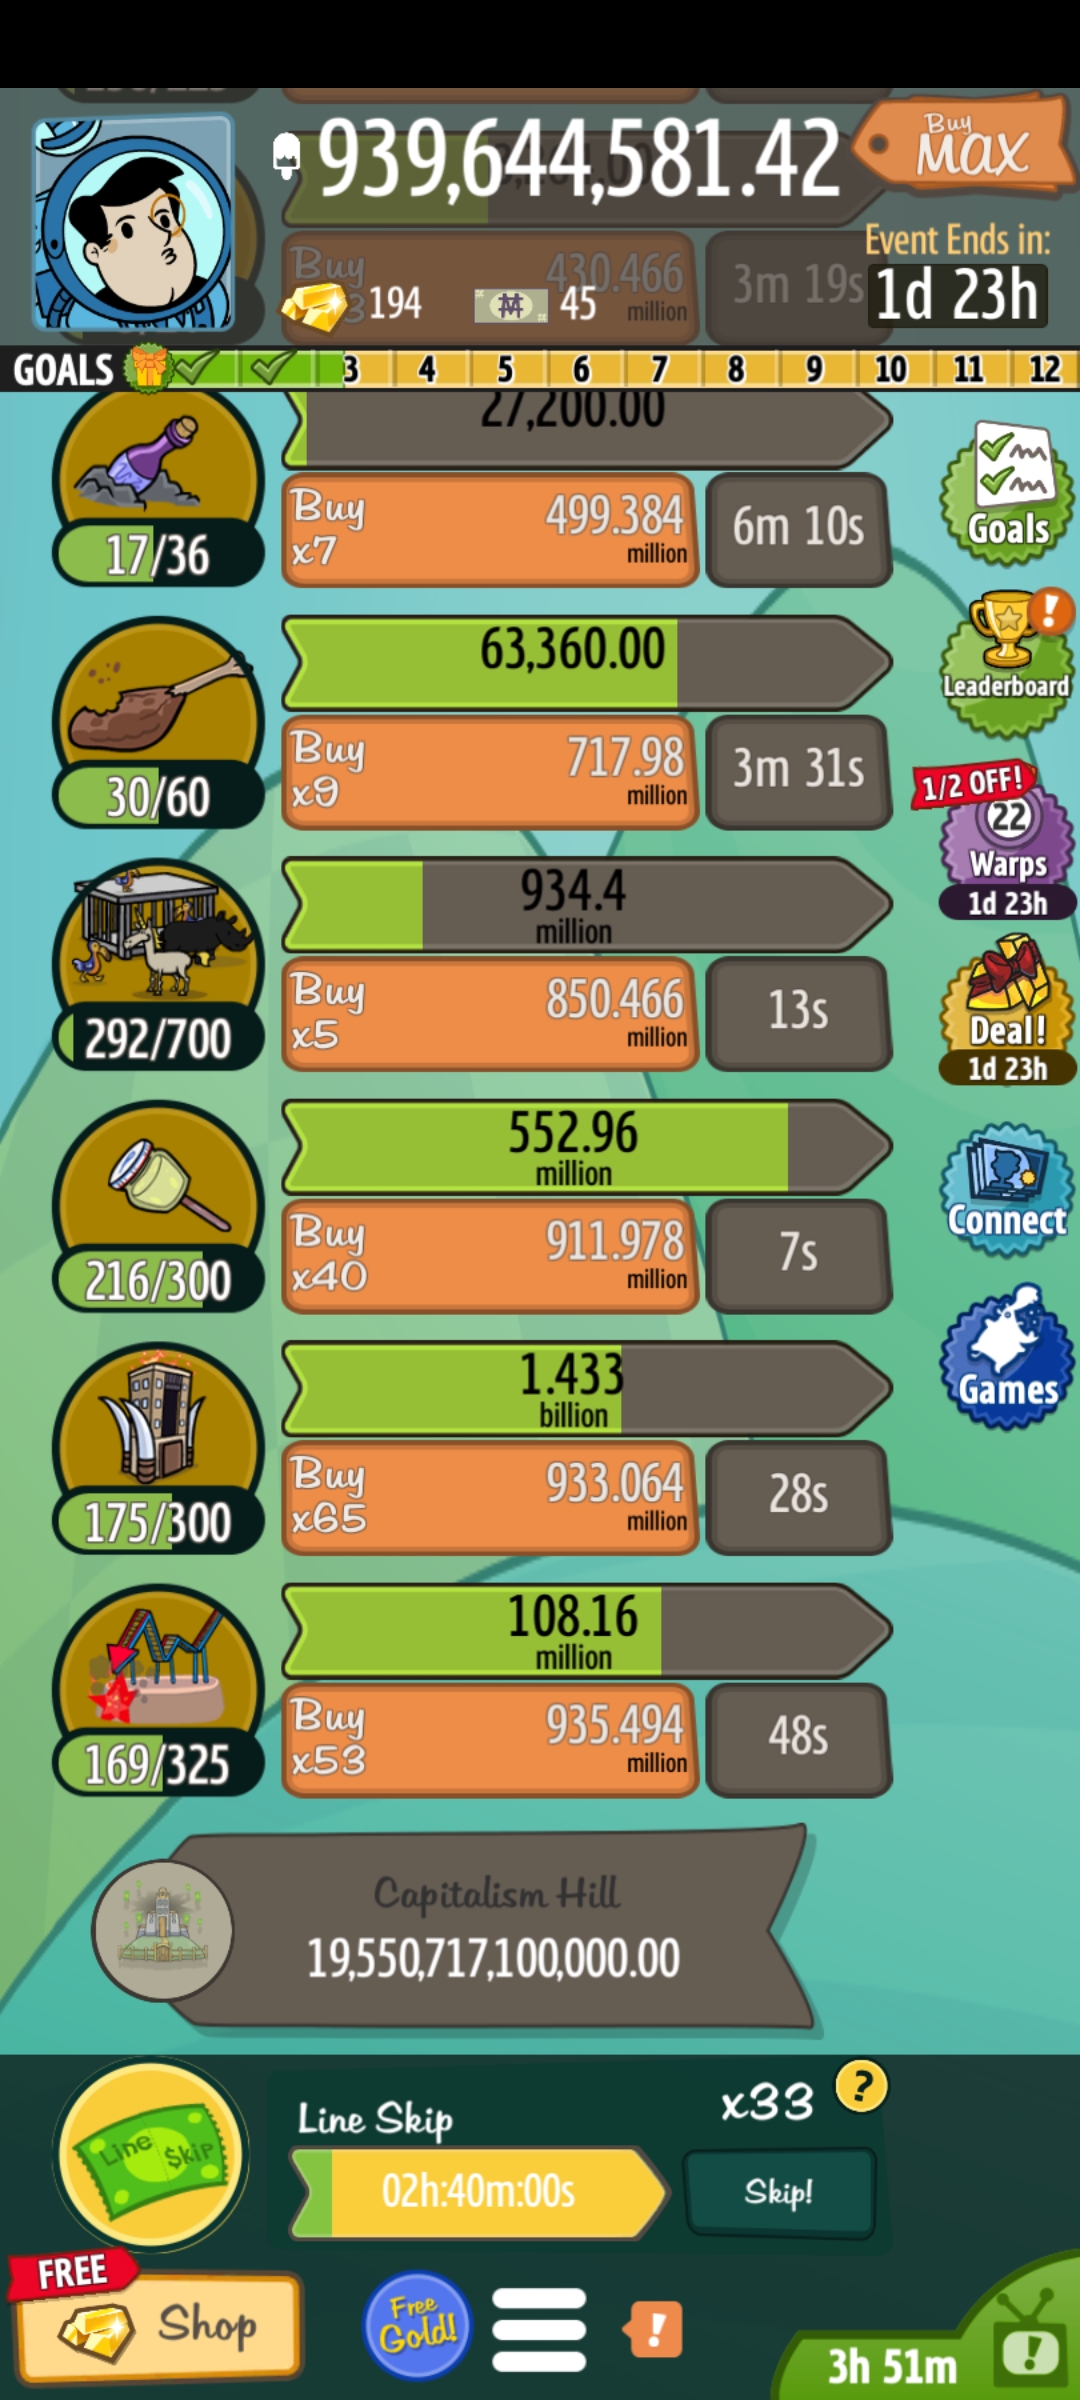 939,644,581.42
Buy
MAX
Event Ends in:
1d 23h
Buy
430.466
million
3m 19s
194
45
GOALS
3 4 5 6 7 8 9 10 11 12
27,200.00
17/36
Buy
x7
499.384
million
6m 10s
Goals
63,360.00
30/60
Buy
x9
717.98
million
3m 31s
Leaderboard
1/2 OFF!
22
Warps
1d 23h
934.4
million
292/700
Buy
x5
850.466
million
13s
Deal!
1d 23h
552.96
million
216/300
Buy
x40
911.978
million
7s
Connect
1.433
billion
175/300
Buy
x65
933.064
million
28s
Games
108.16
million
169/325
Buy
x53
935.494
million
48s
Capitalism Hill
19,550,717,100,000.00
Line $kip
Line Skip
x33
?
02h:40m:00s
Skip!
FREE
Shop
Free
Gold!
!
3h 51m
!